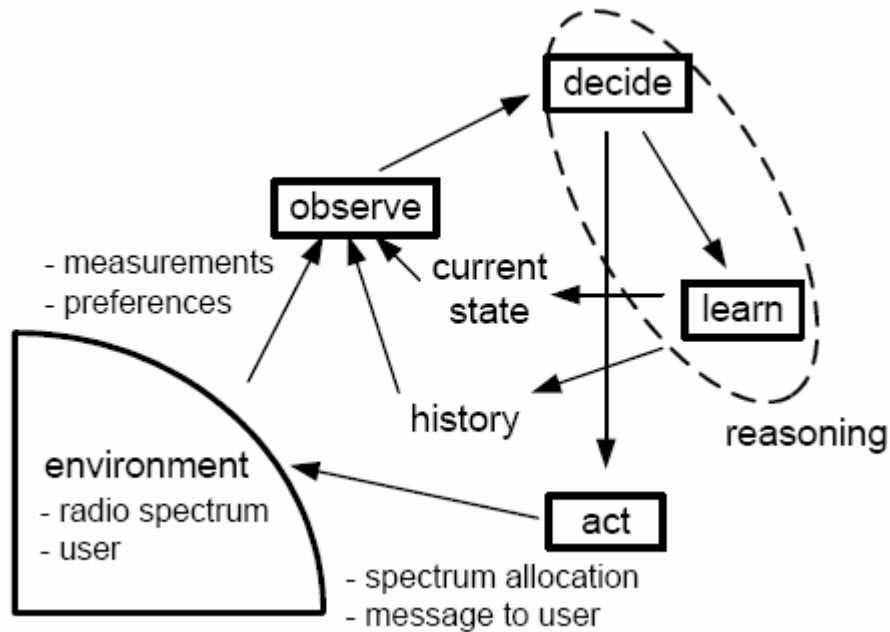 decide
observe
- measurements
- preferences
current
state
learn
history
reasoning
environment
- radio spectrum
- user
act
- spectrum allocation
- message to user